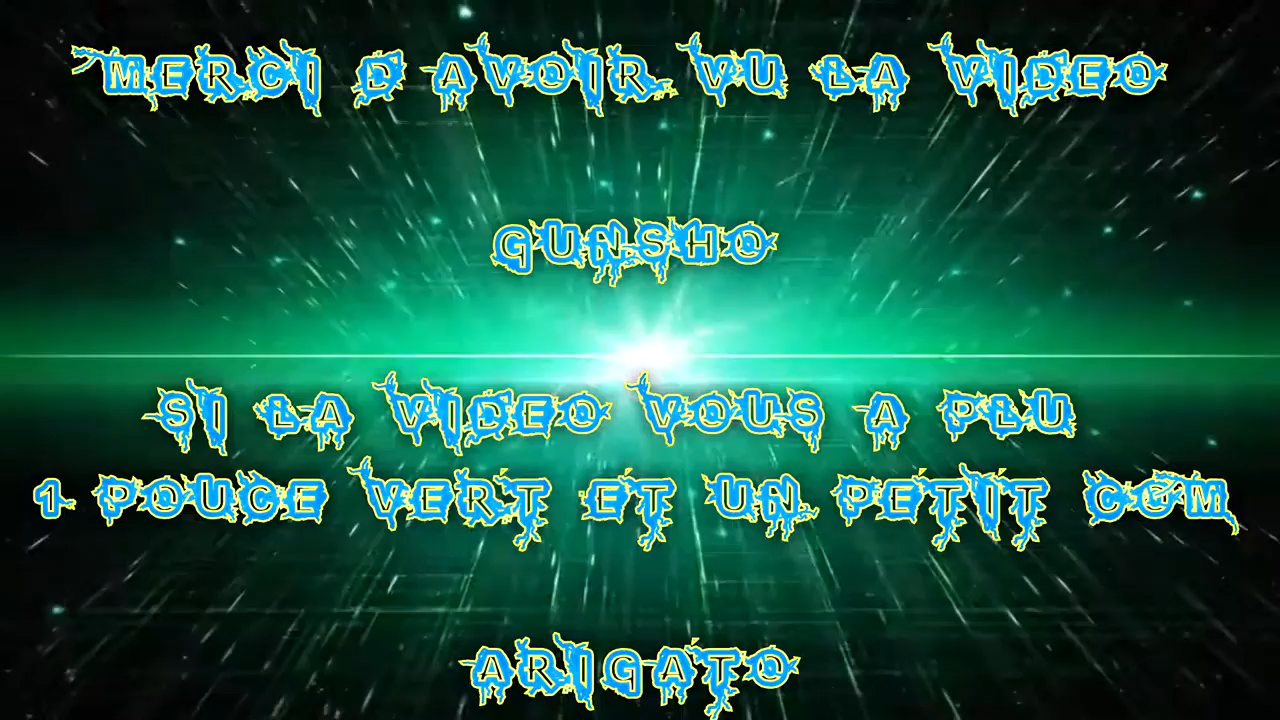 MERCI D AVOIR VU LA VIDEO
GUNSHO
SI LA VIDEO VOUS A PLU
1 POUCE VERT ET UN PETIT COM
ARIGATO